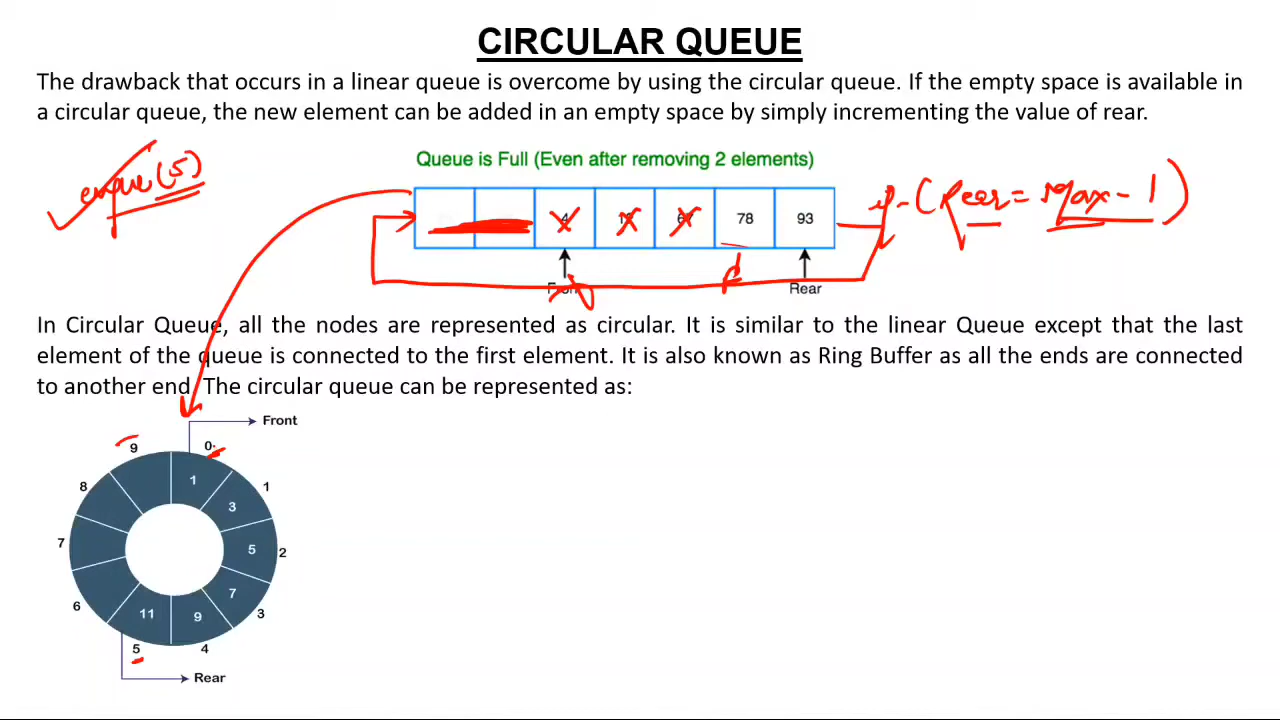 CIRCULAR QUEUE
The drawback that occurs in a linear queue is overcome by using the circular queue. If the empty space is available in
a circular queue, the new element can be added in an empty space by simply incrementing the value of rear.
Queue is Full (Even after removing 2 elements)
enque(5)
4 78 93
if (Rear = Max - 1)
Front Rear
In Circular Queue, all the nodes are represented as circular. It is similar to the linear Queue except that the last
element of the queue is connected to the first element. It is also known as Ring Buffer as all the ends are connected
to another end. The circular queue can be represented as:
Front
9 0
8 1 1
3
7 5 2
7
6 11 9 3
5 4
Rear